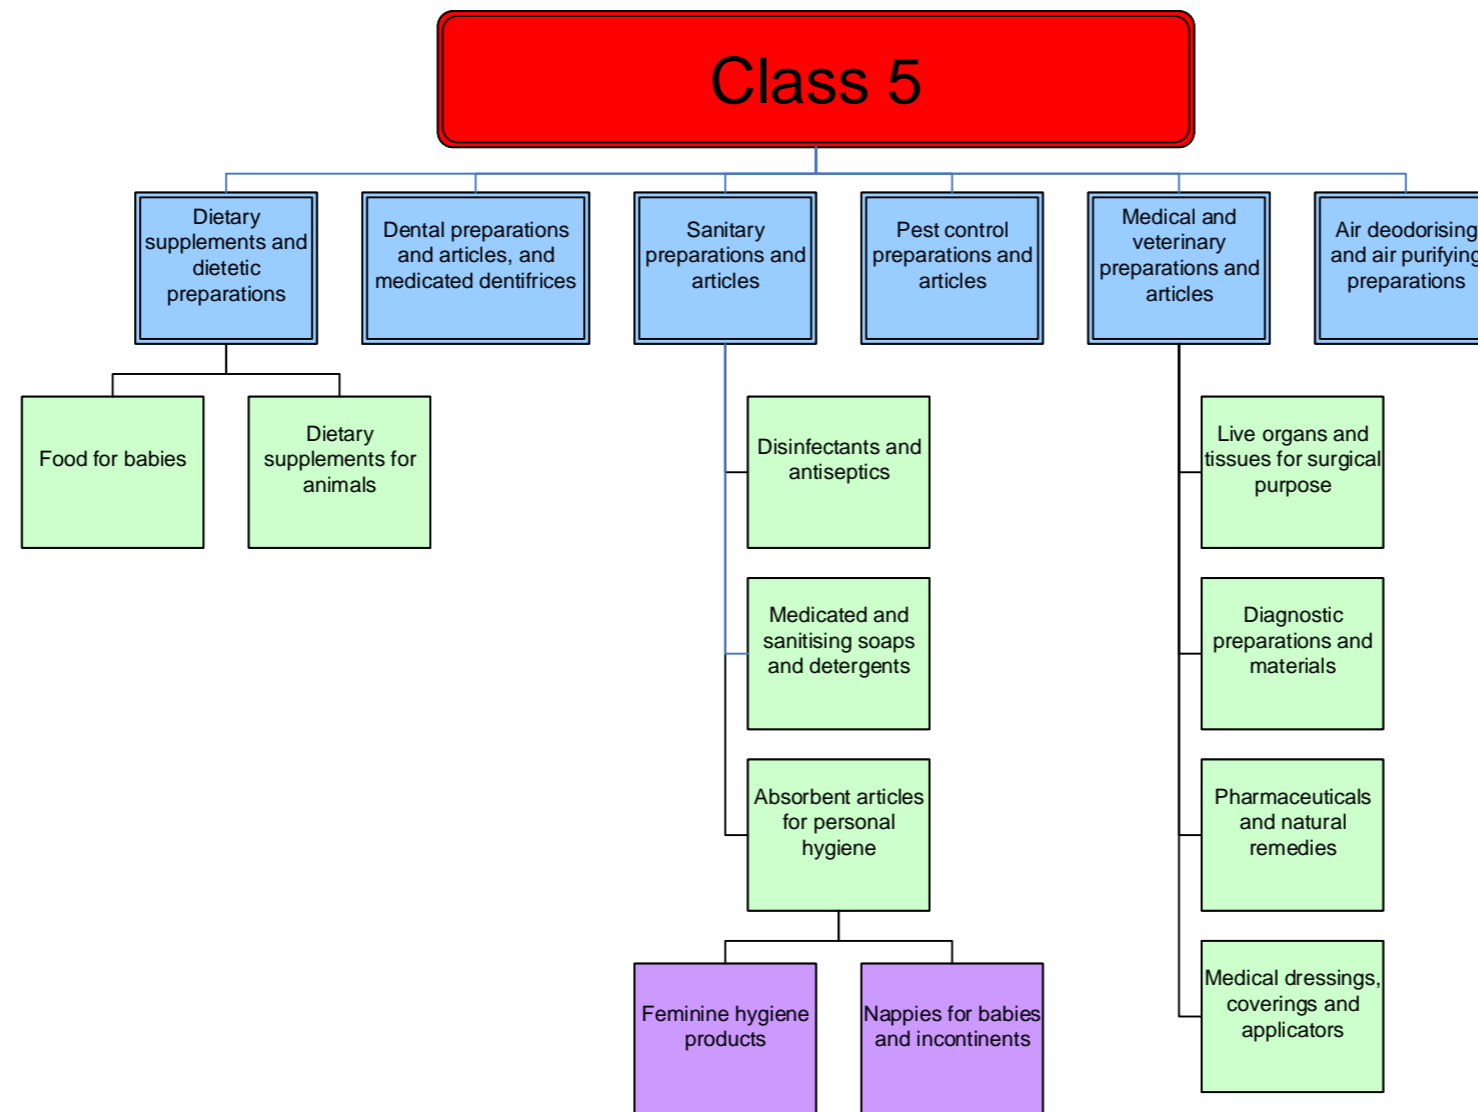 Class 5
Dietary
supplements and
dietetic
preparations
Dental preparations
and articles, and
medicated dentifrices
Sanitary
preparations and
articles
Pest control
preparations and
articles
Medical and
veterinary
preparations and
articles
Air deodorising
and air purifying
preparations
Food for babies
Dietary
supplements for
animals
Disinfectants and
antiseptics
Live organs and
tissues for surgical
purpose
Medicated and
sanitising soaps
and detergents
Diagnostic
preparations and
materials
Absorbent articles
for personal
hygiene
Pharmaceuticals
and natural
remedies
Feminine hygiene
products
Nappies for babies
and incontinents
Medical dressings,
coverings and
applicators